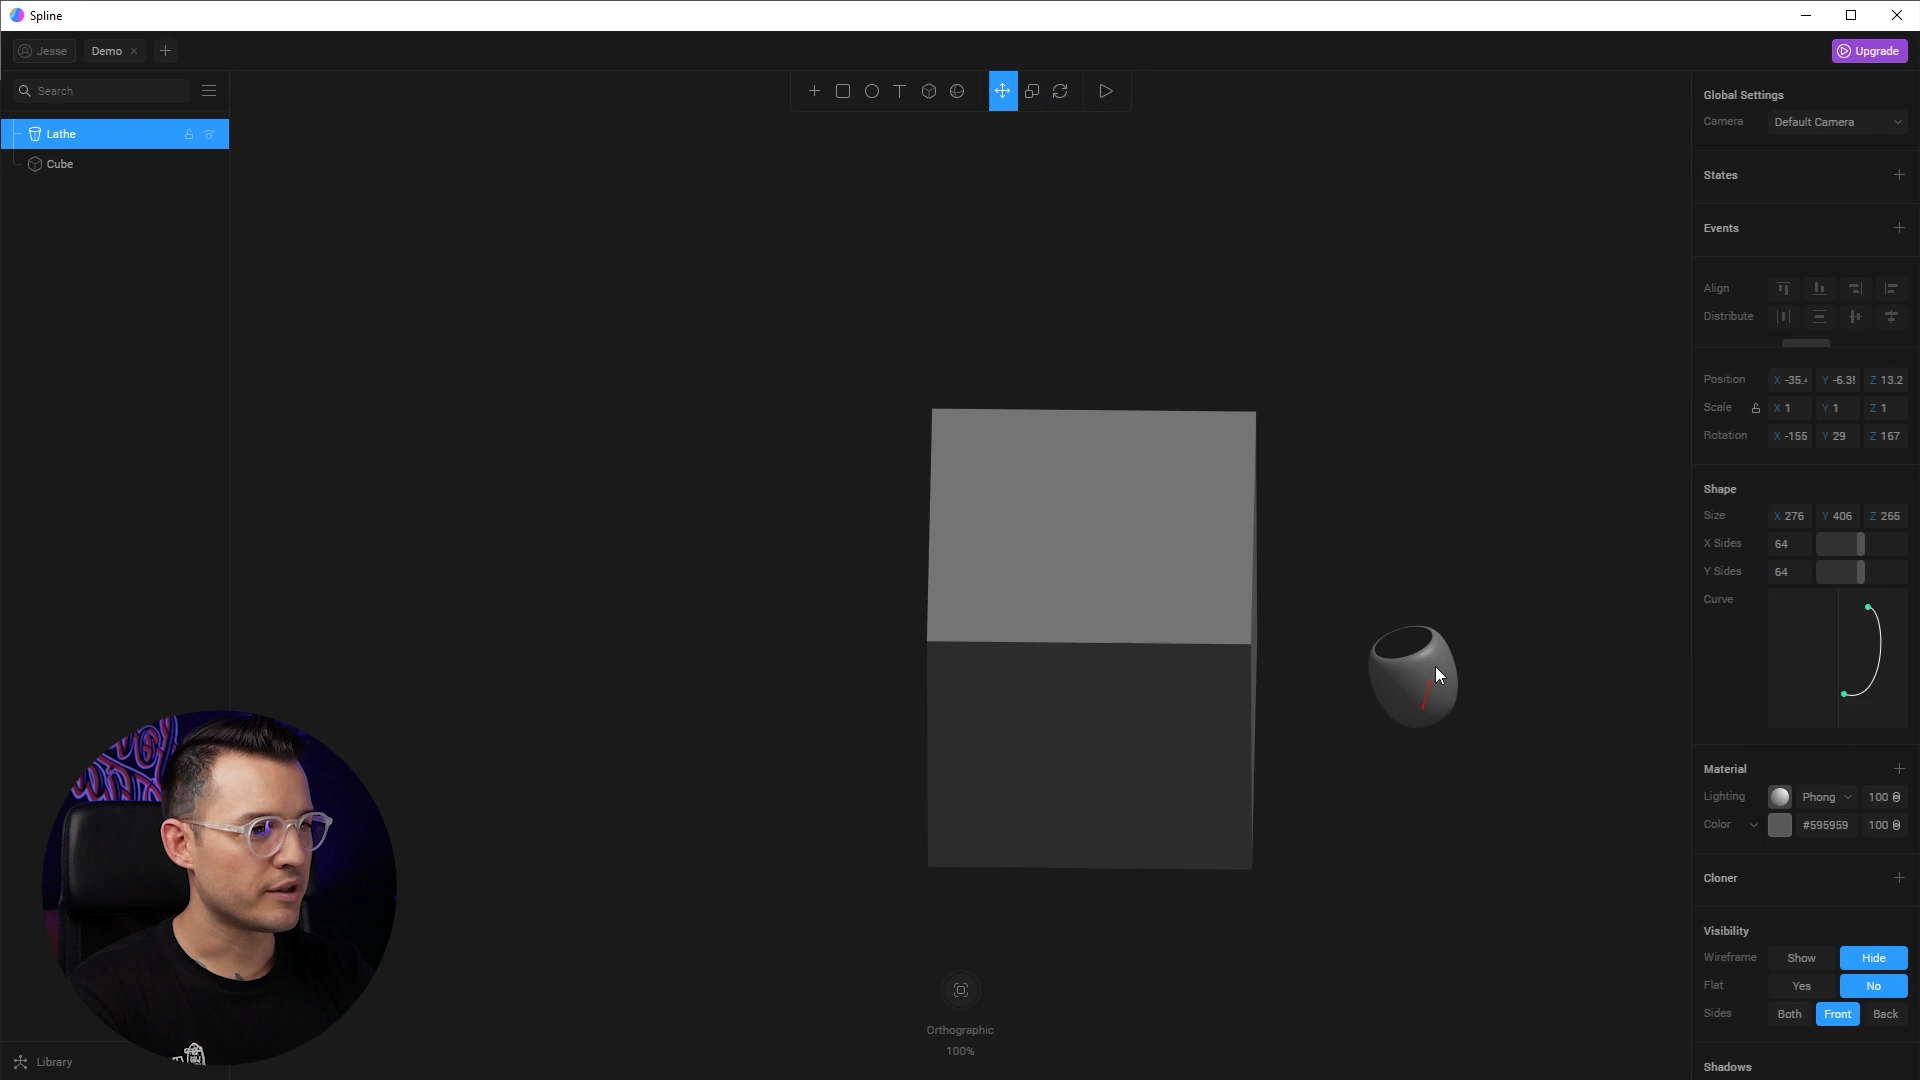 Spline
Jesse
Demo
Upgrade
Search
Lathe
Cube
Orthographic
100%
Library
Global Settings
Camera Default Camera
States
Events
Align
Distribute
Position X -35. Y -6.3 Z 13.2
Scale X 1 Y 1 Z 1
Rotation X -155 Y 29 Z 167
Shape
Size X 276 Y 406 Z 265
X Sides 64
Y Sides 64
Curve
Material
Lighting Phong 100
Color #595959 100
Cloner
Visibility
Wireframe Show Hide
Flat Yes No
Sides Both Front Back
Shadows